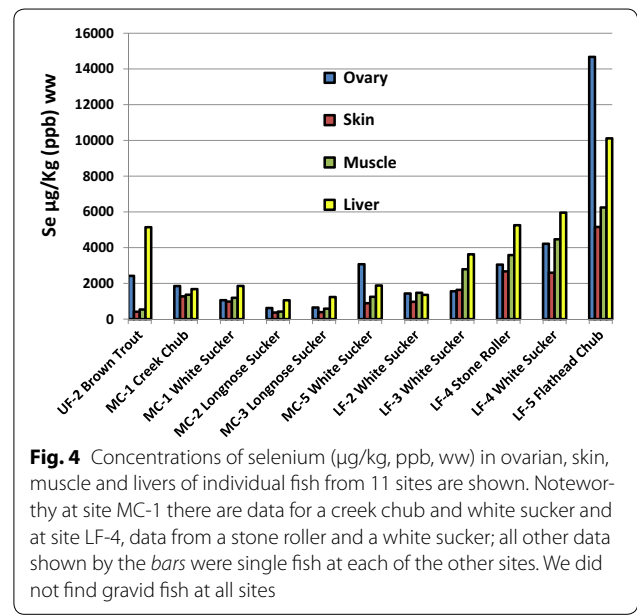 16000
14000
12000
10000
8000
6000
4000
2000
0
Se µg/Kg (ppb) ww
Ovary
Skin
Muscle
Liver
UF-2 Brown Trout
MC-1 Creek Chub
MC-1 White Sucker
MC-2 Longnose Sucker
MC-3 Longnose Sucker
MC-5 White Sucker
LF-2 White Sucker
LF-3 White Sucker
LF-4 Stone Roller
LF-4 White Sucker
LF-5 Flathead Chub
Fig. 4 Concentrations of selenium (µg/kg, ppb, ww) in ovarian, skin,
muscle and livers of individual fish from 11 sites are shown. Notewor-
thy at site MC-1 there are data for a creek chub and white sucker and
at site LF-4, data from a stone roller and a white sucker; all other data
shown by the bars were single fish at each of the other sites. We did
not find gravid fish at all sites